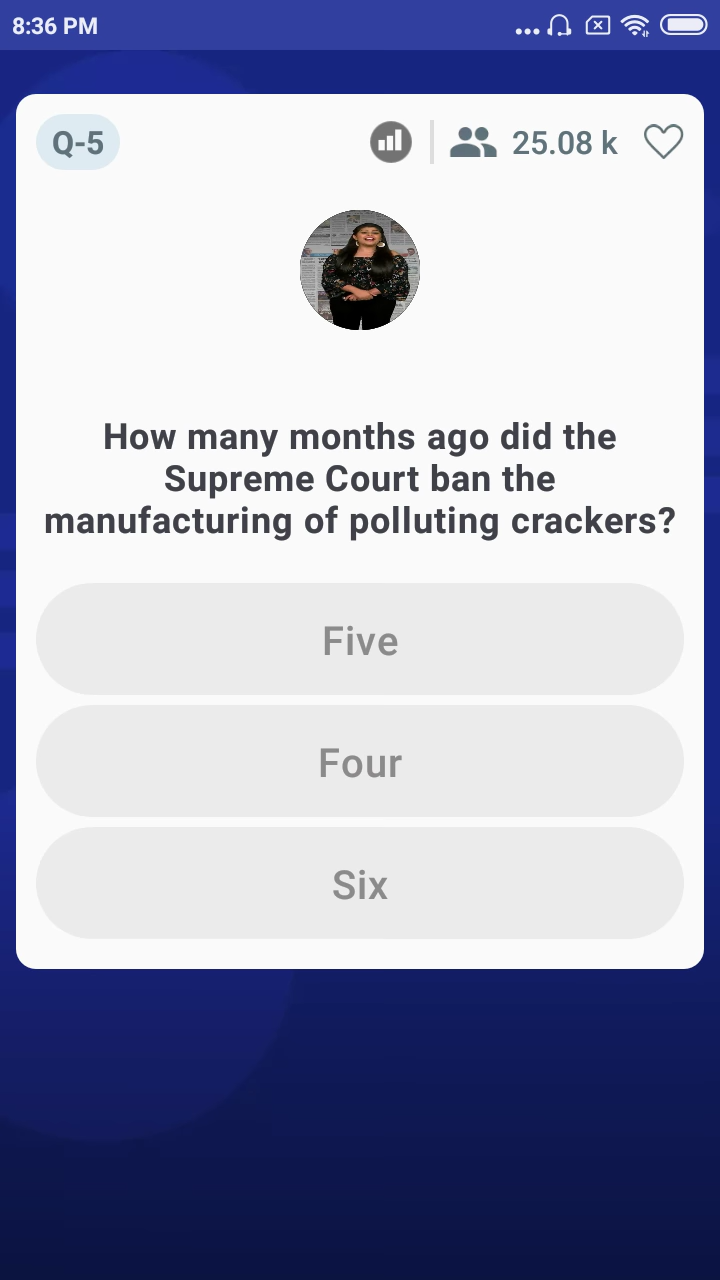 8:36 PM
Q-5
25.08 k
How many months ago did the
Supreme Court ban the
manufacturing of polluting crackers?
Five
Four
Six